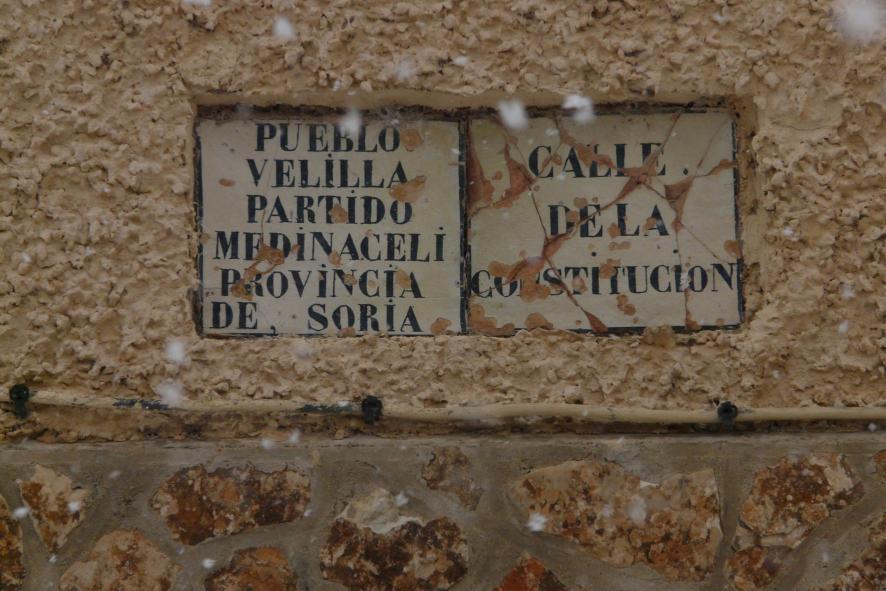 PUEBLO
VELiLLA
PARTiDO
MEDiNACELi
PROViNCiA
DE, SORiA
CALLE.
DE LA
CONSTITUCION